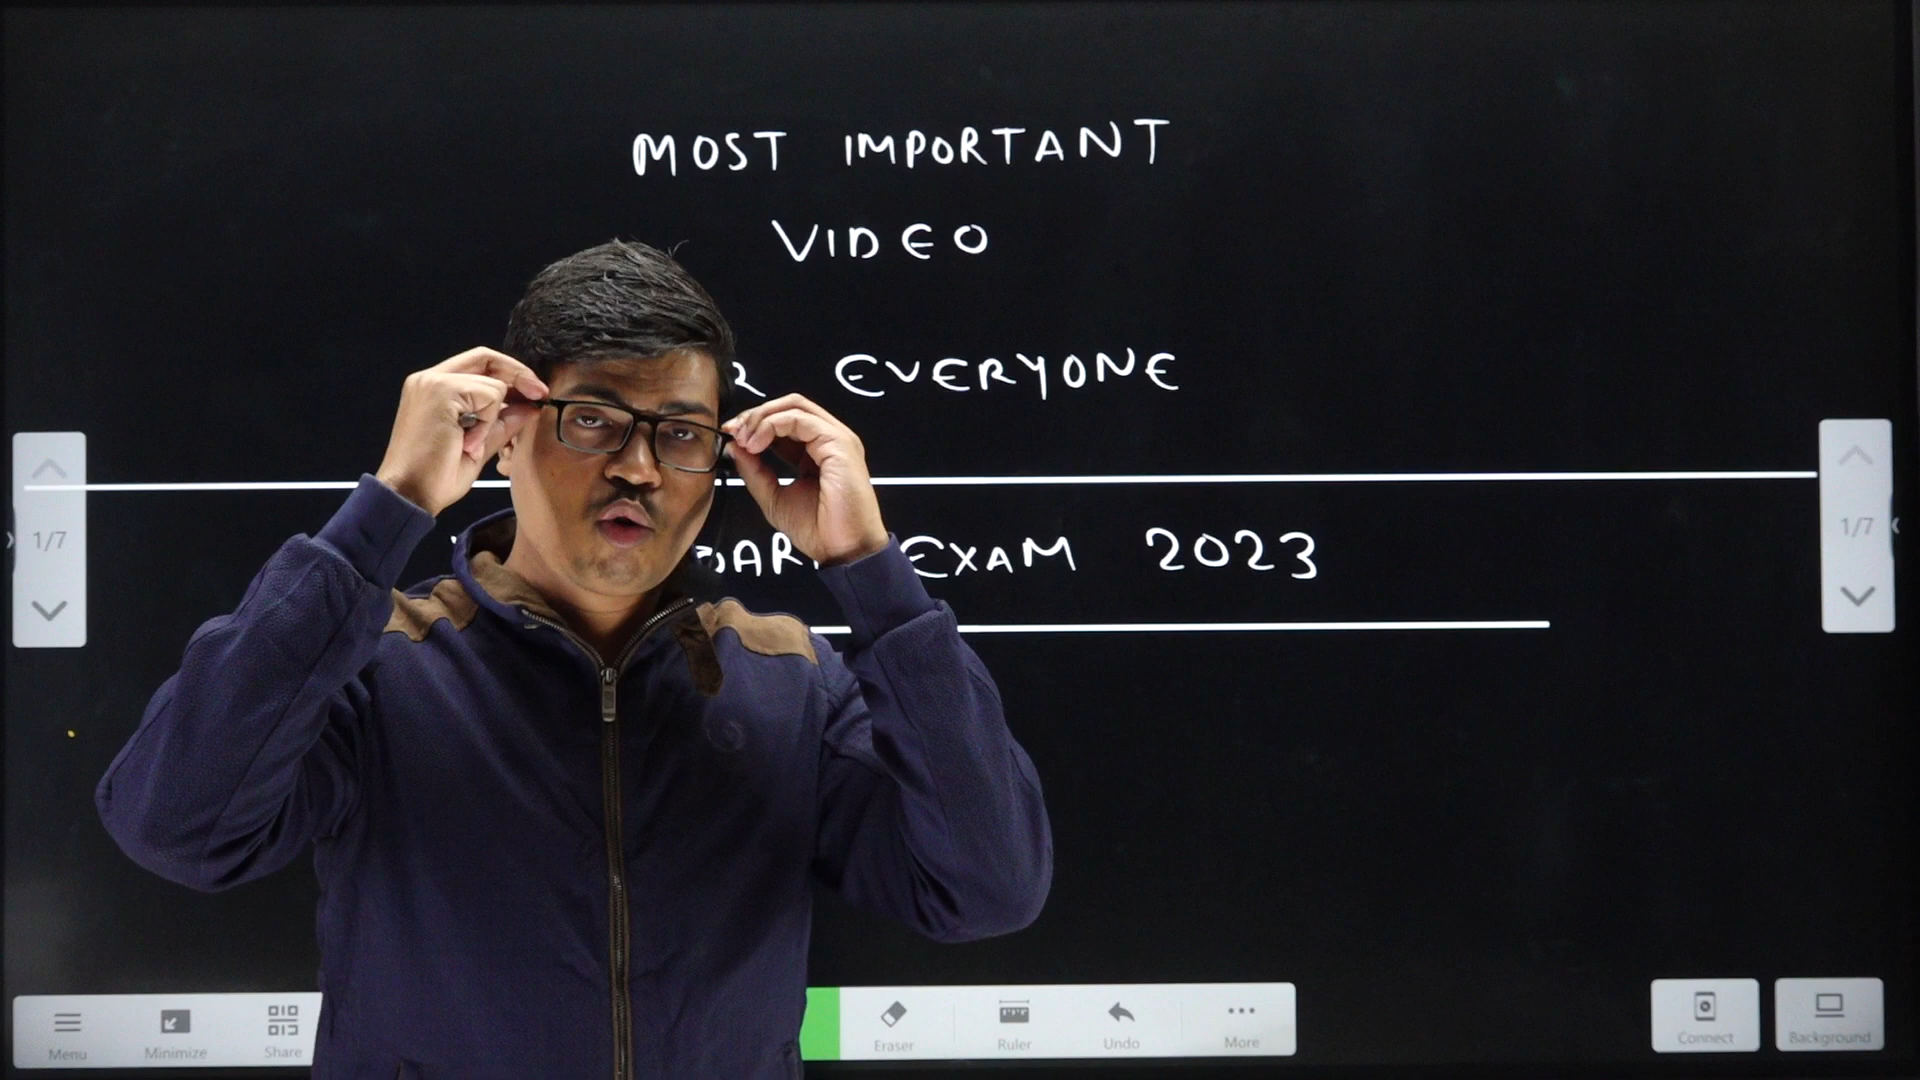 MOST IMPORTANT
VIDEO
EVERYONE
EXAM 2023
1/7
1/7
Menu
Minimize
Share
Eraser
Ruler
Undo
More
Connect
Background